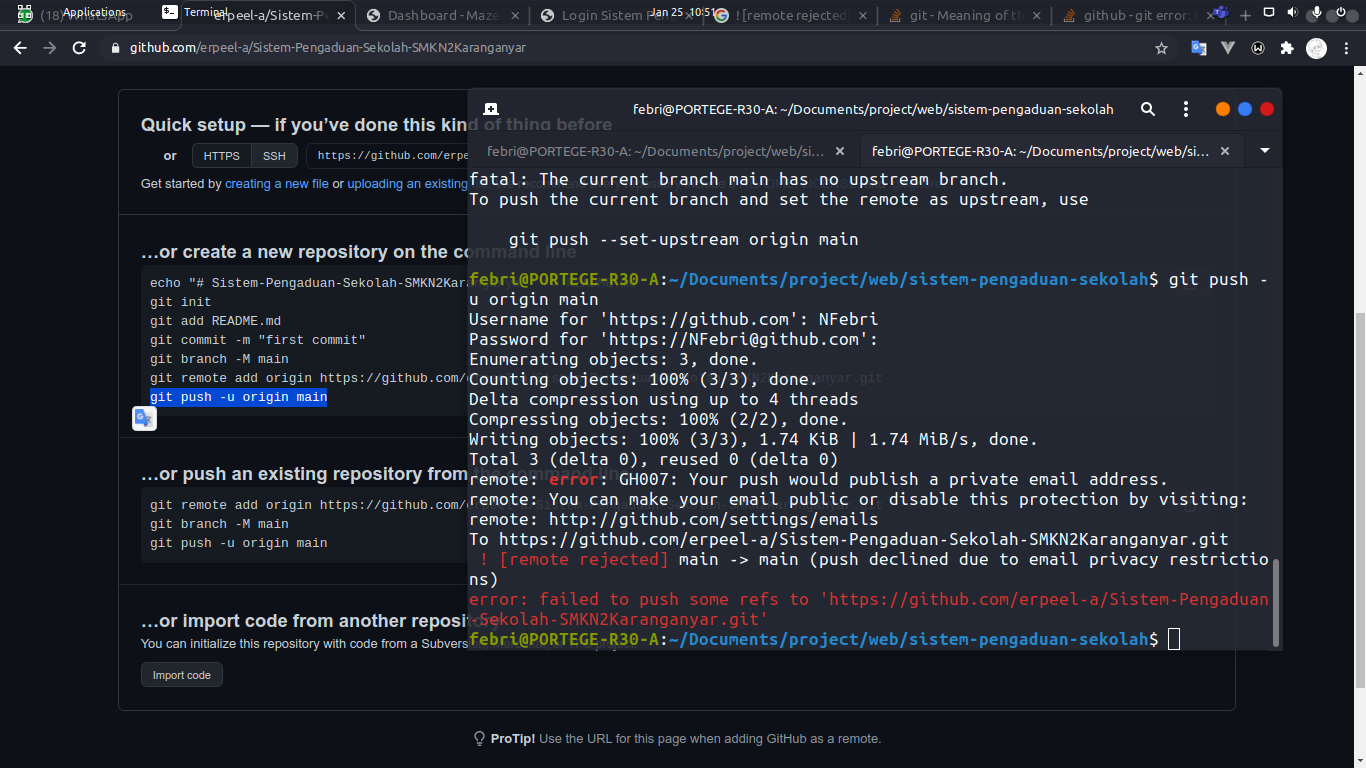 (18) WhatsApp
Applications
Terminal
erpeel-a/Sistem-Pe
Dashboard - Maze
Login Sistem Pen
Jan 25 10:51
! [remote rejected]
git - Meaning of th
github - git error:
github.com/erpeel-a/Sistem-Pengaduan-Sekolah-SMKN2Karanganyar
Quick setup — if you’ve done this kind of thing before
or
HTTPS
SSH
https://github.com/erpe
Get started by creating a new file or uploading an existing
…or create a new repository on the command line
echo "# Sistem-Pengaduan-Sekolah-SMKN2Kar
git init
git add README.md
git commit -m "first commit"
git branch -M main
git remote add origin https://github.com/
git push -u origin main
…or push an existing repository from the command line
git remote add origin https://github.com/
git branch -M main
git push -u origin main
…or import code from another repository
You can initialize this repository with code from a Subvers
Import code
ProTip! Use the URL for this page when adding GitHub as a remote.
febri@PORTEGE-R30-A: ~/Documents/project/web/sistem-pengaduan-sekolah
febri@PORTEGE-R30-A: ~/Documents/project/web/si...
febri@PORTEGE-R30-A: ~/Documents/project/web/si...
fatal: The current branch main has no upstream branch.
To push the current branch and set the remote as upstream, use
git push --set-upstream origin main
febri@PORTEGE-R30-A:~/Documents/project/web/sistem-pengaduan-sekolah$ git push -
u origin main
Username for 'https://github.com': NFebri
Password for 'https://NFebri@github.com':
Enumerating objects: 3, done.
Counting objects: 100% (3/3), done.
Delta compression using up to 4 threads
Compressing objects: 100% (2/2), done.
Writing objects: 100% (3/3), 1.74 KiB | 1.74 MiB/s, done.
Total 3 (delta 0), reused 0 (delta 0)
remote: error: GH007: Your push would publish a private email address.
remote: You can make your email public or disable this protection by visiting:
remote: http://github.com/settings/emails
To https://github.com/erpeel-a/Sistem-Pengaduan-Sekolah-SMKN2Karanganyar.git
! [remote rejected] main -> main (push declined due to email privacy restrictio
ns)
error: failed to push some refs to 'https://github.com/erpeel-a/Sistem-Pengaduan
-Sekolah-SMKN2Karanganyar.git'
febri@PORTEGE-R30-A:~/Documents/project/web/sistem-pengaduan-sekolah$